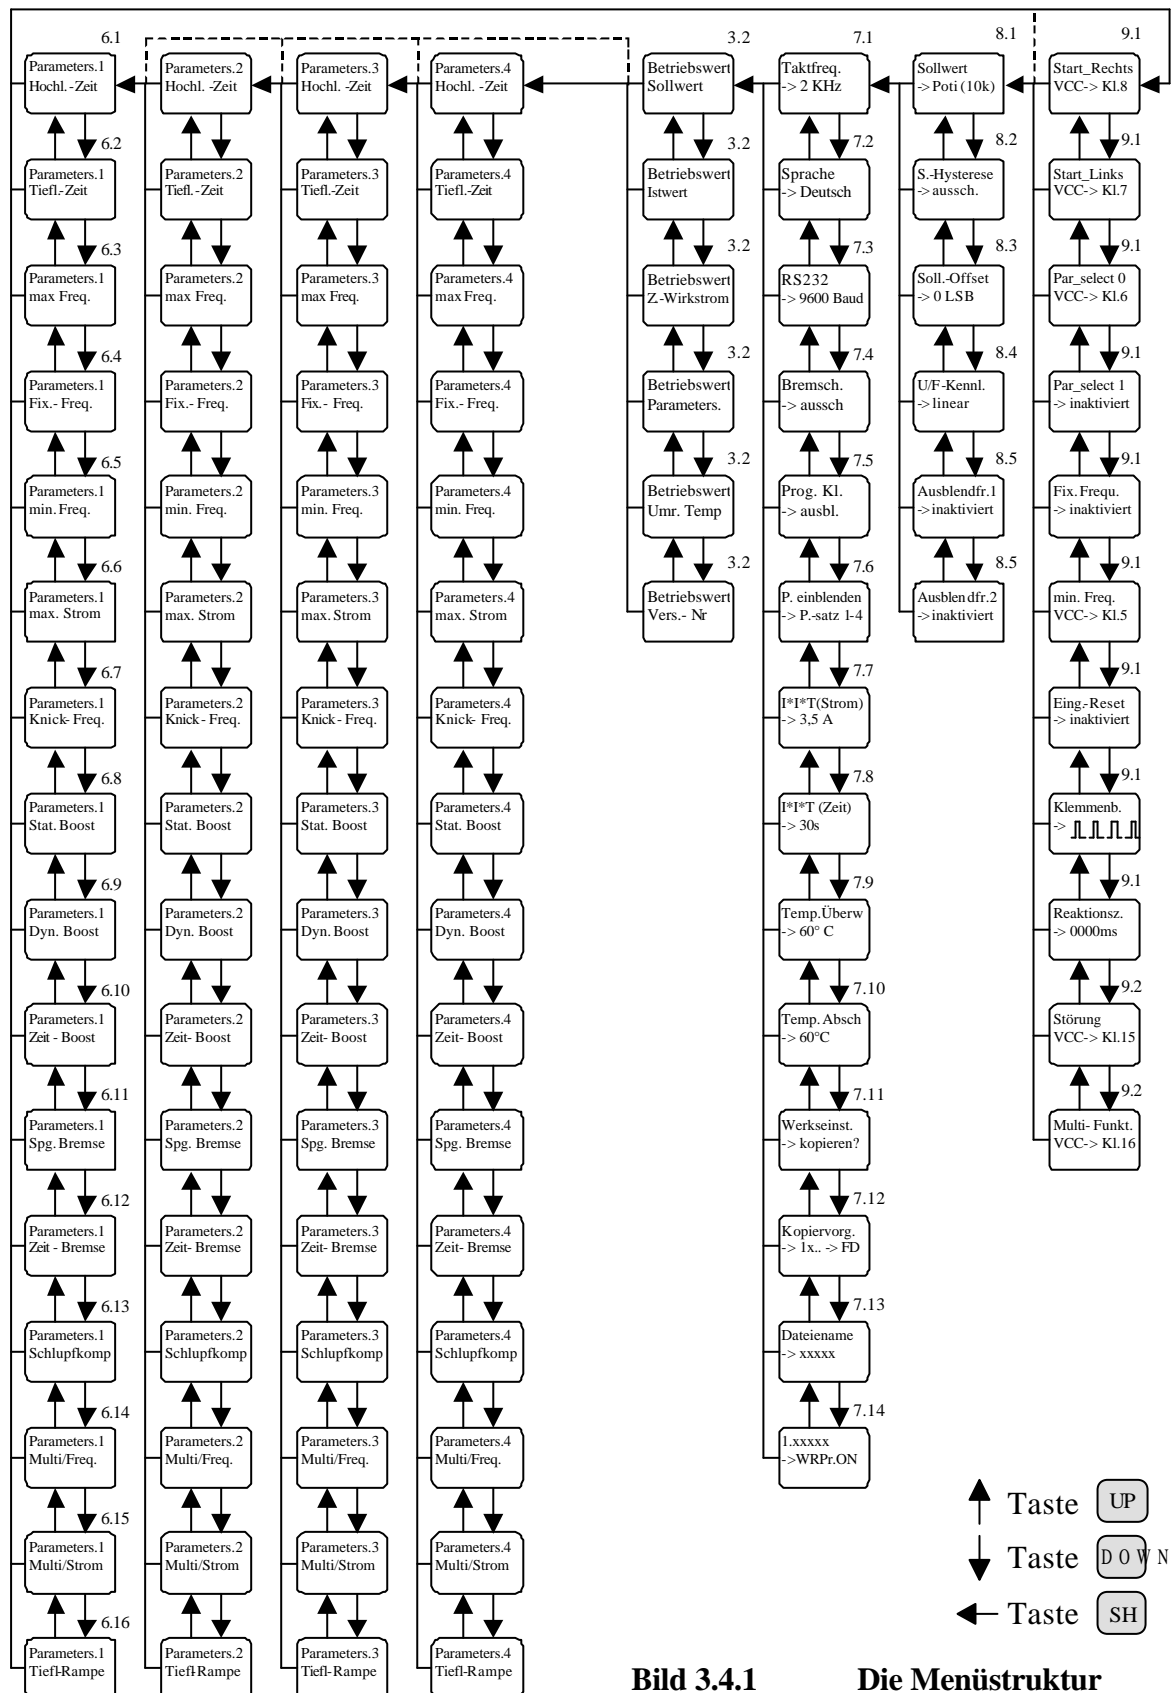 6.1
Parameters.1
Hochl.-Zeit
6.2
Parameters.1
Tiefl.-Zeit
6.3
Parameters.1
max Freq.
6.4
Parameters.1
Fix.- Freq.
6.5
Parameters.1
min. Freq.
6.6
Parameters.1
max. Strom
6.7
Parameters.1
Knick- Freq.
6.8
Parameters.1
Stat. Boost
6.9
Parameters.1
Dyn. Boost
6.10
Parameters.1
Zeit - Boost
6.11
Parameters.1
Spg. Bremse
6.12
Parameters.1
Zeit - Bremse
6.13
Parameters.1
Schlupfkomp
6.14
Parameters.1
Multi/Freq.
6.15
Parameters.1
Multi/Strom
6.16
Parameters.1
Tiefl-Rampe
Parameters.2
Hochl. -Zeit
Parameters.2
Tiefl.-Zeit
Parameters.2
max Freq.
Parameters.2
Fix.- Freq.
Parameters.2
min. Freq.
Parameters.2
max. Strom
Parameters.2
Knick- Freq.
Parameters.2
Stat. Boost
Parameters.2
Dyn. Boost
Parameters.2
Zeit- Boost
Parameters.2
Spg. Bremse
Parameters.2
Zeit- Bremse
Parameters.2
Schlupfkomp
Parameters.2
Multi/Freq.
Parameters.2
Multi/Strom
Parameters.2
Tiefl-Rampe
Parameters.3
Hochl. -Zeit
Parameters.3
Tiefl.-Zeit
Parameters.3
max Freq.
Parameters.3
Fix.- Freq.
Parameters.3
min. Freq.
Parameters.3
max. Strom
Parameters.3
Knick- Freq.
Parameters.3
Stat. Boost
Parameters.3
Dyn. Boost
Parameters.3
Zeit- Boost
Parameters.3
Spg. Bremse
Parameters.3
Zeit- Bremse
Parameters.3
Schlupfkomp
Parameters.3
Multi/Freq.
Parameters.3
Multi/Strom
Parameters.3
Tiefl-Rampe
Parameters.4
Hochl. -Zeit
Parameters.4
Tiefl.-Zeit
Parameters.4
max Freq.
Parameters.4
Fix.- Freq.
Parameters.4
min. Freq.
Parameters.4
max. Strom
Parameters.4
Knick- Freq.
Parameters.4
Stat. Boost
Parameters.4
Dyn. Boost
Parameters.4
Zeit- Boost
Parameters.4
Spg. Bremse
Parameters.4
Zeit- Bremse
Parameters.4
Schlupfkomp
Parameters.4
Multi/Freq.
Parameters.4
Multi/Strom
Parameters.4
Tiefl-Rampe
3.2
Betriebswert
Sollwert
3.2
Betriebswert
Istwert
3.2
Betriebswert
Z.-Wirkstrom
3.2
Betriebswert
Parameters.
3.2
Betriebswert
Umr. Temp
3.2
Betriebswert
Vers.- Nr
7.1
Taktfreq.
-> 2 KHz
7.2
Sprache
-> Deutsch
7.3
RS232
-> 9600 Baud
7.4
Bremsch.
-> aussch
7.5
Prog. Kl.
-> ausbl.
7.6
P. einblenden
-> P.-satz 1-4
7.7
I*I*T(Strom)
-> 3,5 A
7.8
I*I*T (Zeit)
-> 30s
7.9
Temp.Überw
-> 60° C
7.10
Temp. Absch
-> 60°C
7.11
Werkseinst.
-> kopieren?
7.12
Kopiervorg.
-> 1x.. -> FD
7.13
Dateiename
-> xxxxx
7.14
1.xxxxx
->WRPr.ON
8.1
Sollwert
-> Poti (10k)
8.2
S.-Hysterese
-> aussch.
8.3
Soll.-Offset
-> 0 LSB
8.4
U/F-Kennl.
-> linear
8.5
Ausblendfr.1
-> inaktiviert
8.5
Ausblendfr.2
-> inaktiviert
9.1
Start_Rechts
VCC-> Kl.8
9.1
Start_Links
VCC-> Kl.7
9.1
Par_select 0
VCC-> Kl.6
9.1
Par_select 1
-> inaktiviert
9.1
Fix. Frequ.
-> inaktiviert
9.1
min. Freq.
VCC-> Kl.5
9.1
Eing.-Reset
-> inaktiviert
9.1
Klemmenb.
->
9.1
Reaktionsz.
-> 0000ms
9.2
Störung
VCC-> Kl.15
9.2
Multi- Funkt.
VCC-> Kl.16
Taste UP
Taste DOWN
Taste SH
Bild 3.4.1 Die Menüstruktur